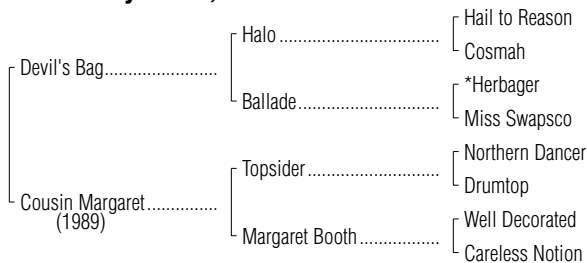 Hail to Reason
Halo
Cosmah
Devil's Bag
*Herbager
Ballade
Miss Swapsco
Northern Dancer
Topsider
Drumtop
Cousin Margaret
(1989)
Well Decorated
Margaret Booth
Careless Notion